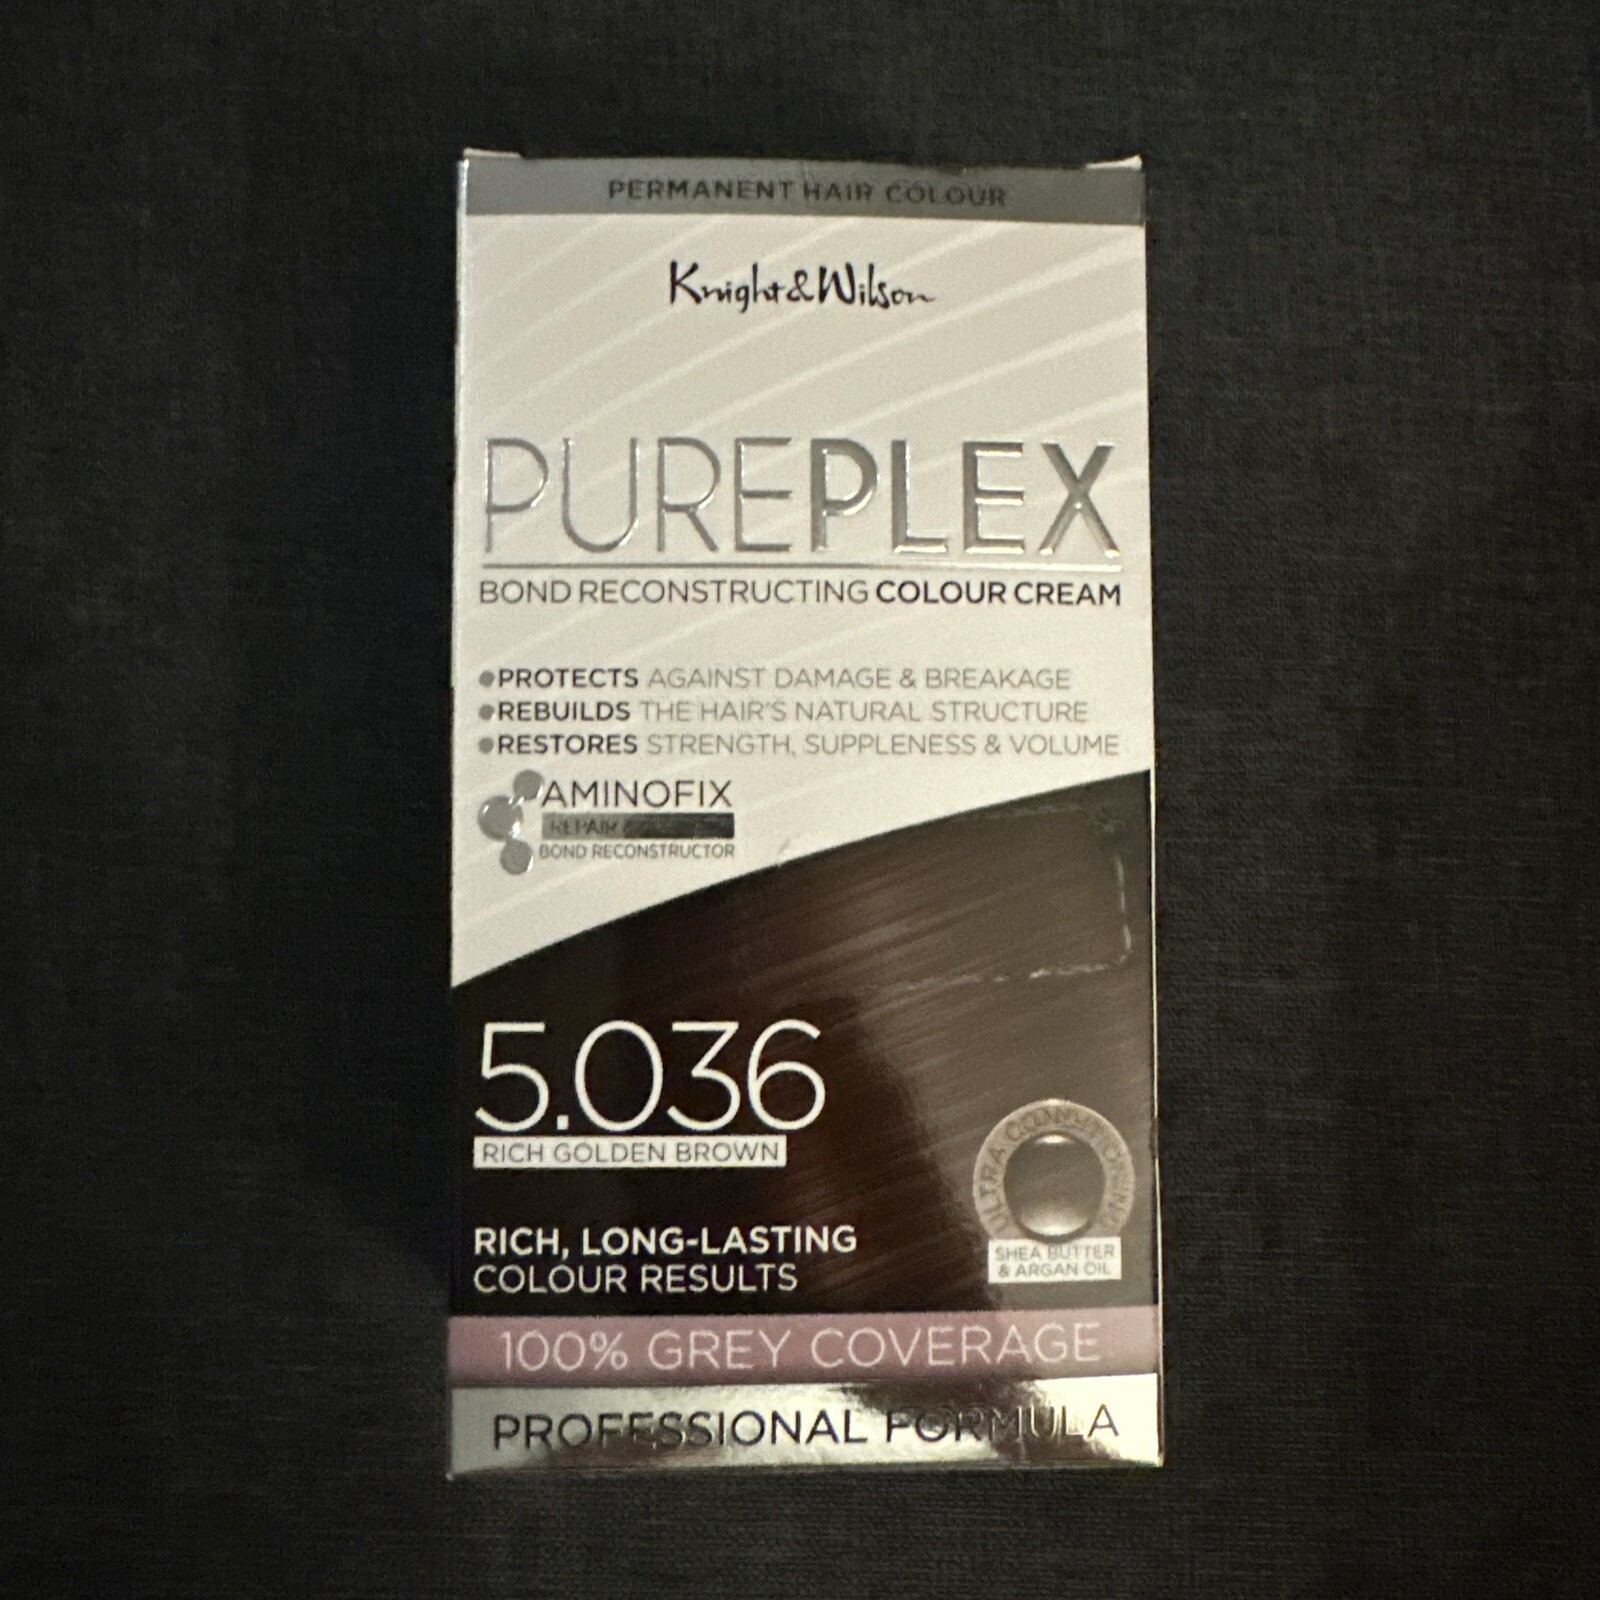 PERMANENT HAIR COLOUR
Knight & Wilson
PUREPLEX
BOND RECONSTRUCTING COLOUR CREAM
•PROTECTS AGAINST DAMAGE & BREAKAGE
•REBUILDS THE HAIR'S NATURAL STRUCTURE
•RESTORES STRENGTH, SUPPLENESS & VOLUME
AMINOFIX
REPAIR
BOND RECONSTRUCTOR
5.036
RICH GOLDEN BROWN
ULTRA CONDITIONING
SHEA BUTTER
& ARGAN OIL
RICH, LONG-LASTING
COLOUR RESULTS
100% GREY COVERAGE
PROFESSIONAL FORMULA